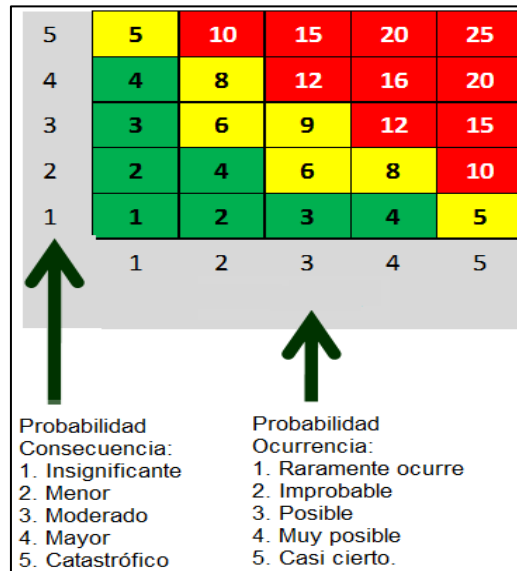 5 5 10 15 20 25
4 4 8 12 16 20
3 3 6 9 12 15
2 2 4 6 8 10
1 1 2 3 4 5
1 2 3 4 5
Probabilidad
Consecuencia:
1. Insignificante
2. Menor
3. Moderado
4. Mayor
5. Catastrófico
Probabilidad
Ocurrencia:
1. Raramente ocurre
2. Improbable
3. Posible
4. Muy posible
5. Casi cierto.